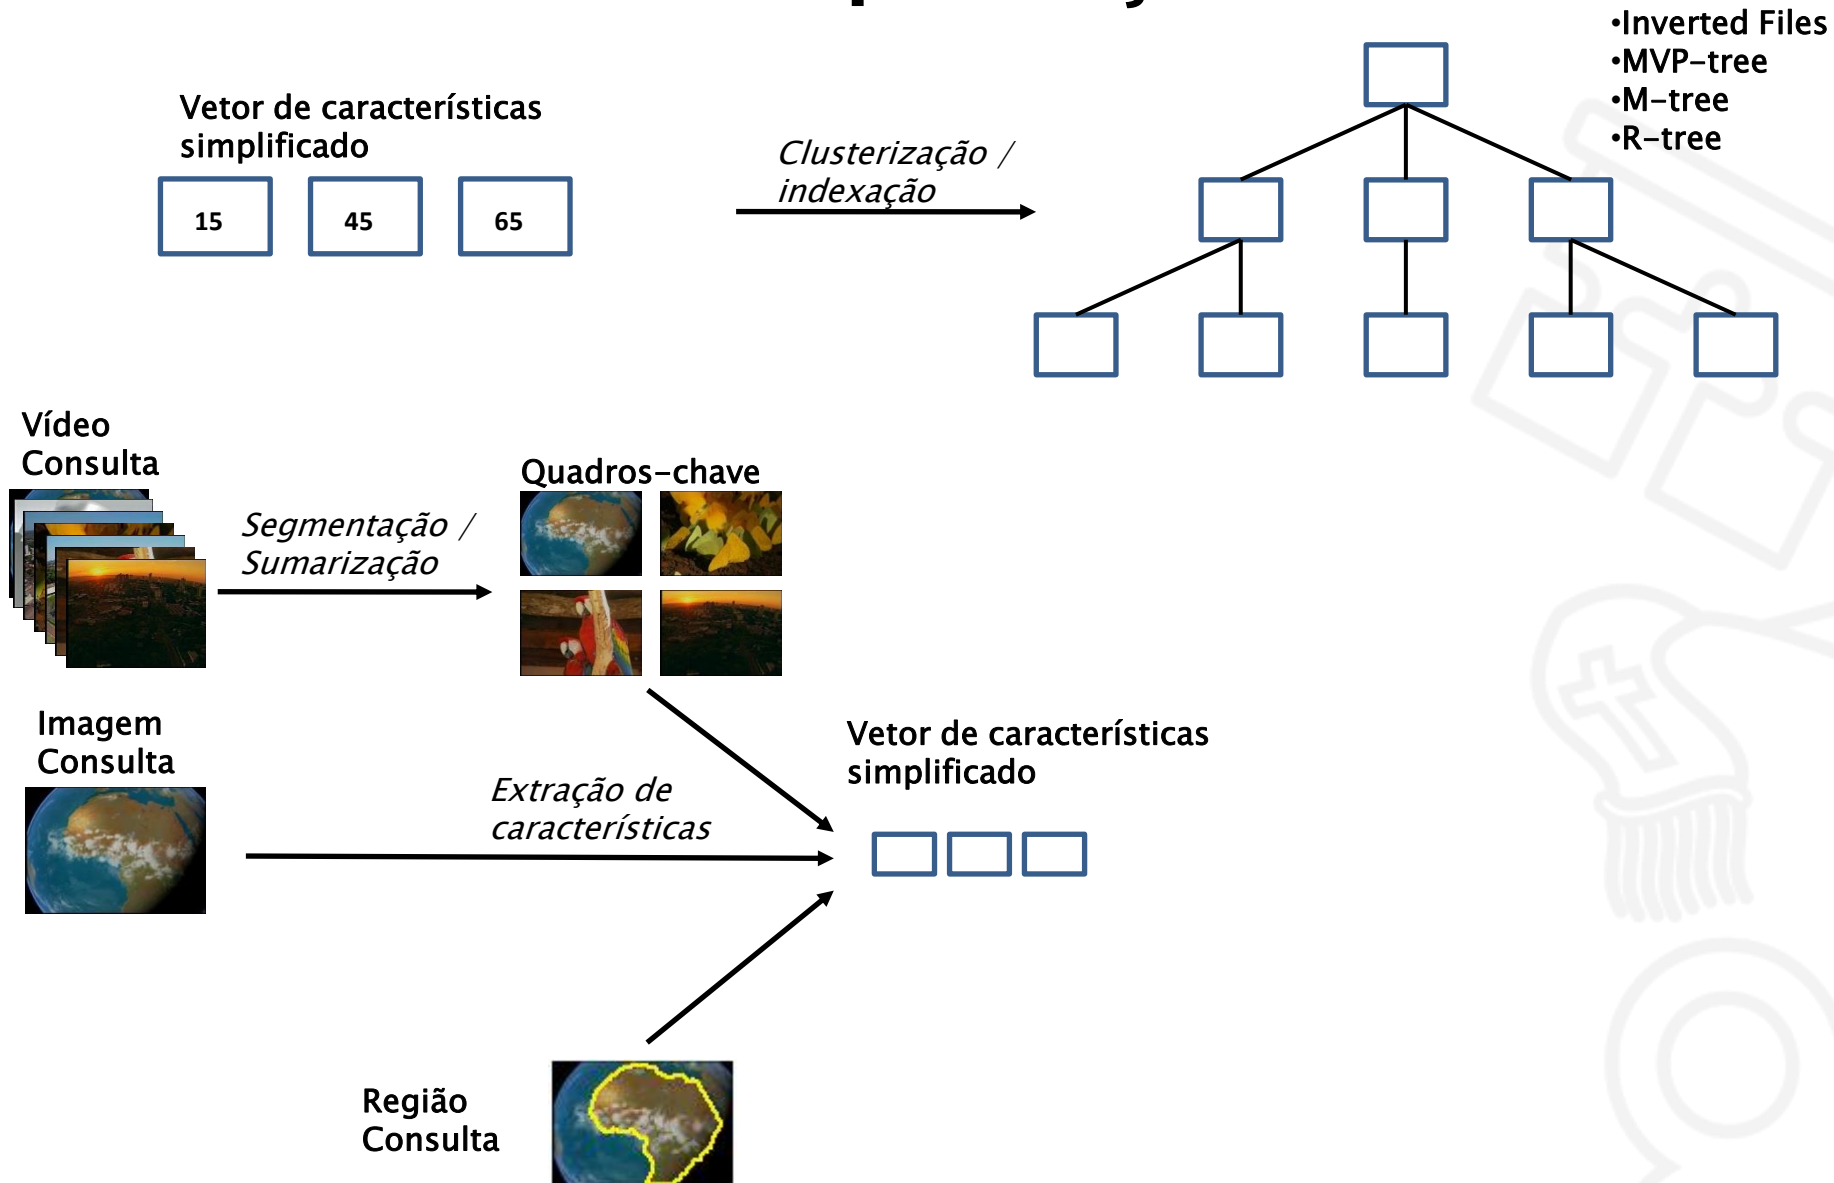 •Inverted Files
•MVP-tree
•M-tree
•R-tree
Vetor de características
simplificado
15 45 65
Clusterização /
indexação
Vídeo
Consulta
Segmentação /
Sumarização
Quadros-chave
Imagem
Consulta
Extração de
características
Vetor de características
simplificado
Região
Consulta